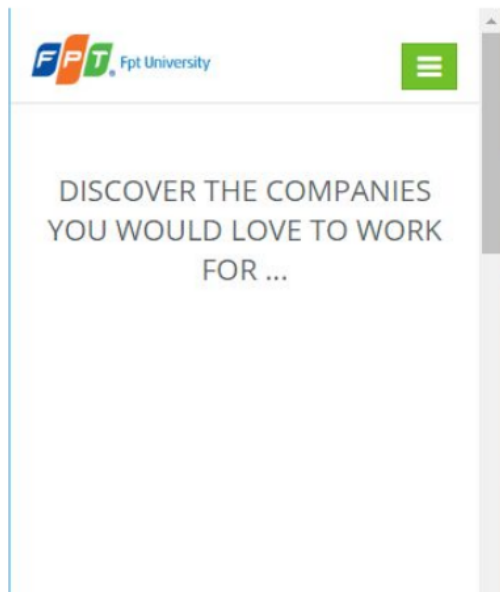 FPT Fpt University
DISCOVER THE COMPANIES
YOU WOULD LOVE TO WORK
FOR ...